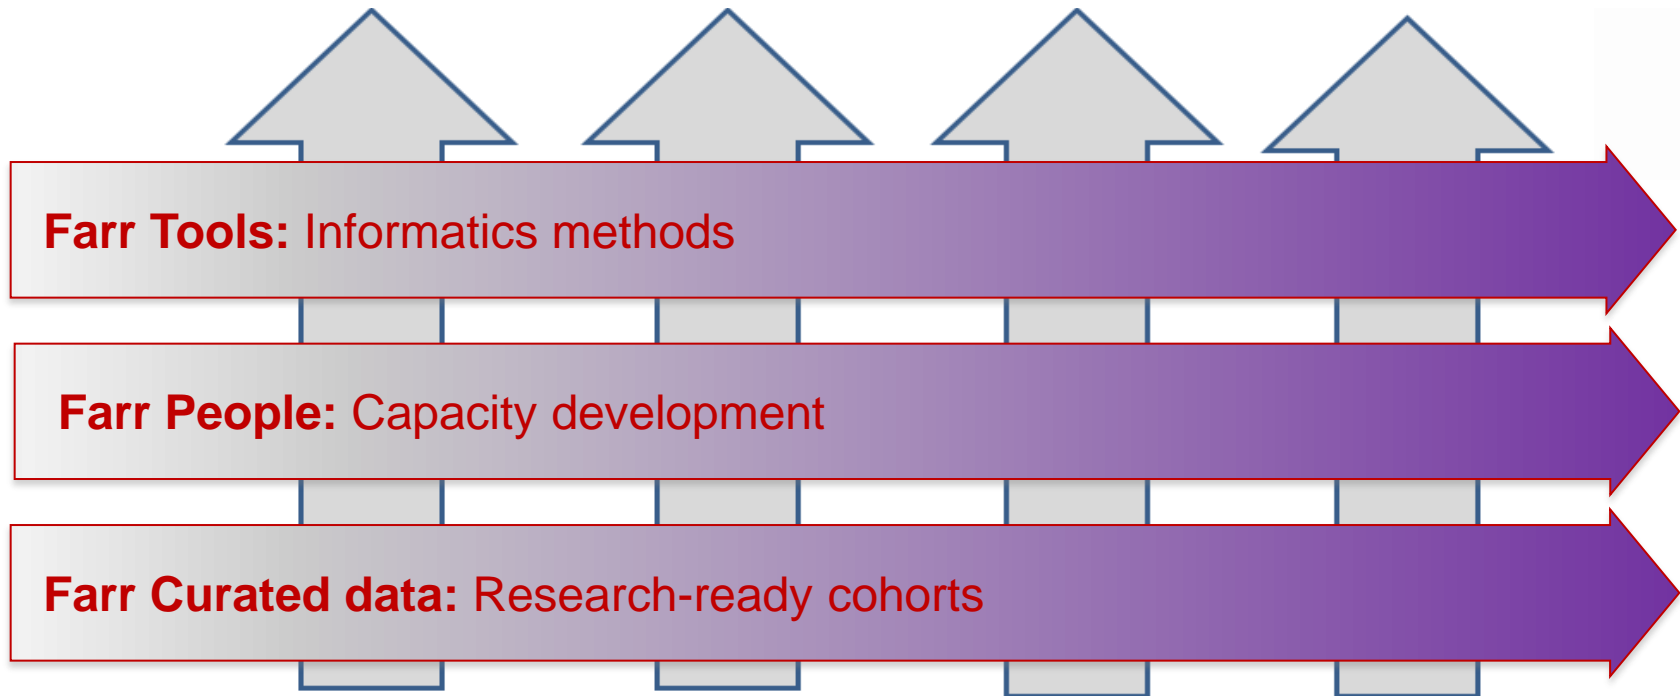 Farr Tools: Informatics methods
Farr People: Capacity development
Farr Curated data: Research-ready cohorts